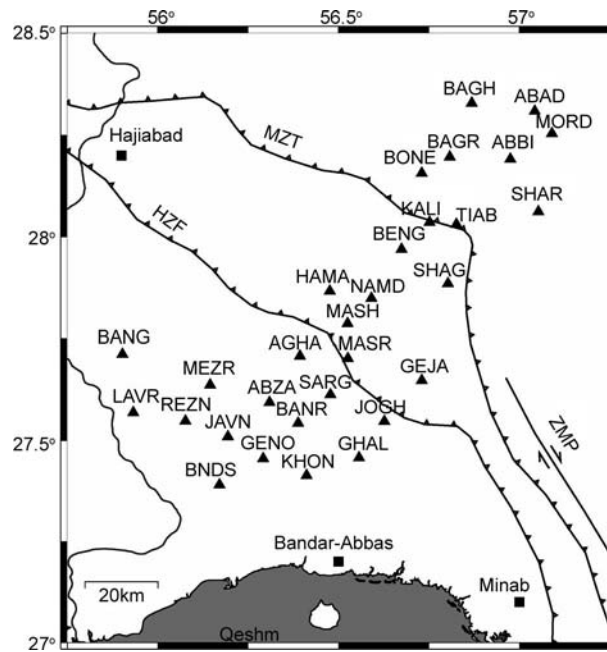 56° 56.5° 57°
28.5°
BAGH
ABAD
MORD
Hajiabad
MZT
BAGR
ABBI
BONE
SHAR
HZF
KALI
TIAB
28°
BENG
SHAG
HAMA
NAMD
MASH
BANG
AGHA
MASR
MEZR
GEJA
LAVR
REZN
ABZA
SARG
BANR
JOGH
27.5°
JAVN
GENO
GHAL
ZMP
BNDS
KHON
Bandar-Abbas
20km
Minab
Qeshm
27°